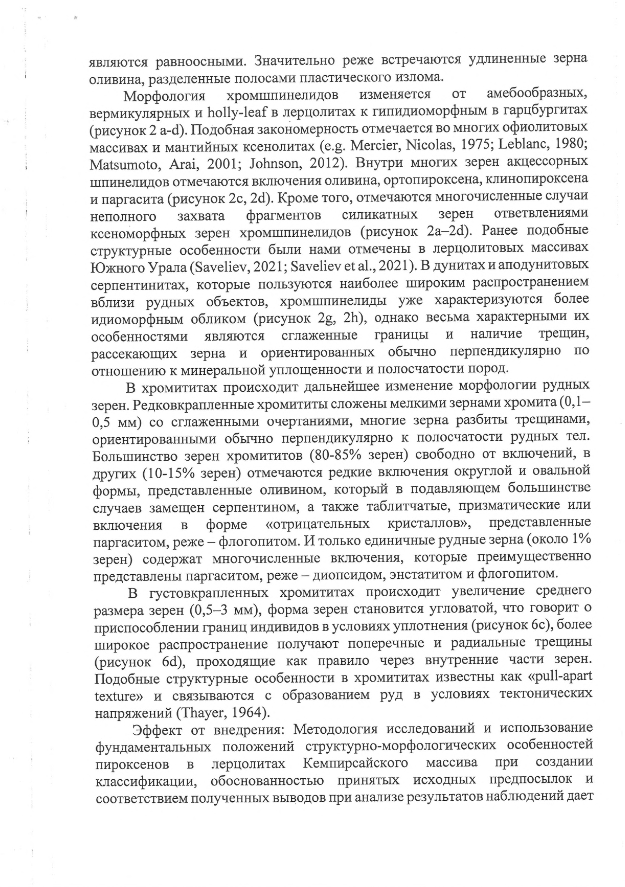 являются равноосными. Значительно реже встречаются удлиненные зерна
оливина, разделенные полосами пластического излома.
Морфология хромшпинелидов изменяется от амебообразных,
вермикулярных и holly-leaf в лерцолитах к гипидиоморфным в гарцбургитах
(рисунок 2 a-d). Подобная закономерность отмечается во многих офиолитовых
массивах и мантийных ксенолитах (e.g. Mercier, Nicolas, 1975; Leblanc, 1980;
Matsumoto, Arai, 2001; Johnson, 2012). Внутри многих зерен акцессорных
шпинелидов отмечаются включения оливина, ортопироксена, клинопироксена
и паргасита (рисунок 2c, 2d). Кроме того, отмечаются многочисленные случаи
неполного захвата фрагментов силикатных зерен ответвлениями
ксеноморфных зерен хромшпинелидов (рисунок 2a–2d). Ранее подобные
структурные особенности были нами отмечены в лерцолитовых массивах
Южного Урала (Saveliev, 2021; Saveliev et al., 2021). В дунитах и аподунитовых
серпентинитах, которые пользуются наиболее широким распространением
вблизи рудных объектов, хромшпинелиды уже характеризуются более
идиоморфным обликом (рисунок 2g, 2h), однако весьма характерными их
особенностями являются сглаженные границы и наличие трещин,
рассекающих зерна и ориентированных обычно перпендикулярно по
отношению к минеральной уплощенности и полосчатости пород.
В хромититах происходит дальнейшее изменение морфологии рудных
зерен. Редковкрапленные хромититы сложены мелкими зернами хромита (0,1–
0,5 мм) со сглаженными очертаниями, многие зерна разбиты трещинами,
ориентированными обычно перпендикулярно к полосчатости рудных тел.
Большинство зерен хромититов (80-85% зерен) свободно от включений, в
других (10-15% зерен) отмечаются редкие включения округлой и овальной
формы, представленные оливином, который в подавляющем большинстве
случаев замещен серпентином, а также таблитчатые, призматические или
включения в форме «отрицательных кристаллов», представленные
паргаситом, реже – флогопитом. И только единичные рудные зерна (около 1%
зерен) содержат многочисленные включения, которые преимущественно
представлены паргаситом, реже – диопсидом, энстатитом и флогопитом.
В густовкрапленных хромититах происходит увеличение среднего
размера зерен (0,5–3 мм), форма зерен становится угловатой, что говорит о
приспособлении границ индивидов в условиях уплотнения (рисунок 6c), более
широкое распространение получают поперечные и радиальные трещины
(рисунок 6d), проходящие как правило через внутренние части зерен.
Подобные структурные особенности в хромититах известны как «pull-apart
texture» и связываются с образованием руд в условиях тектонических
напряжений (Thayer, 1964).
Эффект от внедрения: Методология исследований и использование
фундаментальных положений структурно-морфологических особенностей
пироксенов в лерцолитах Кемпирсайского массива при создании
классификации, обоснованностью принятых исходных предпосылок и
соответствием полученных выводов при анализе результатов наблюдений дает